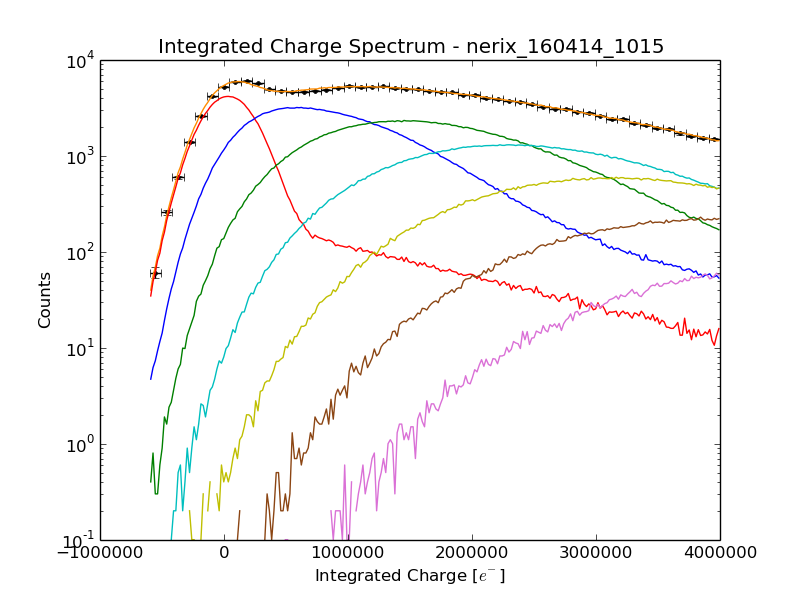 Integrated Charge Spectrum - nerix_160414_1015
10^4
10^3
10^2
10^1
10^0
10^-1
Counts
−1000000 0 1000000 2000000 3000000 4000000
Integrated Charge [e^-]